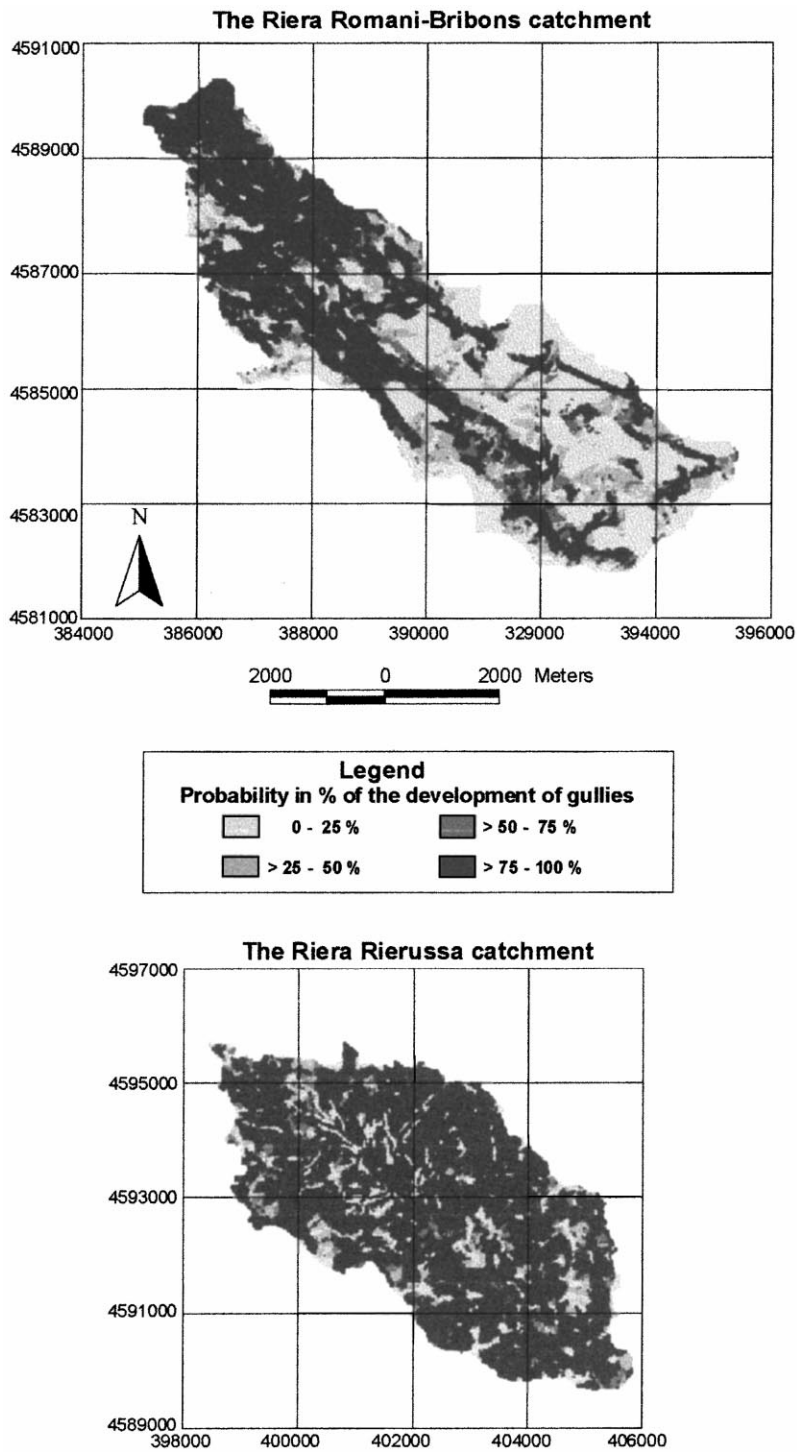 The Riera Romani-Bribons catchment
4591000
4589000
4587000
4585000
4583000
N
4581000
384000 386000 388000 390000 329000 394000 396000
2000 0 2000 Meters
Legend
Probability in % of the development of gullies
0 - 25 % > 50 - 75 %
> 25 - 50 % > 75 - 100 %
The Riera Rierussa catchment
4597000
4595000
4593000
4591000
4589000
398000 400000 402000 404000 406000